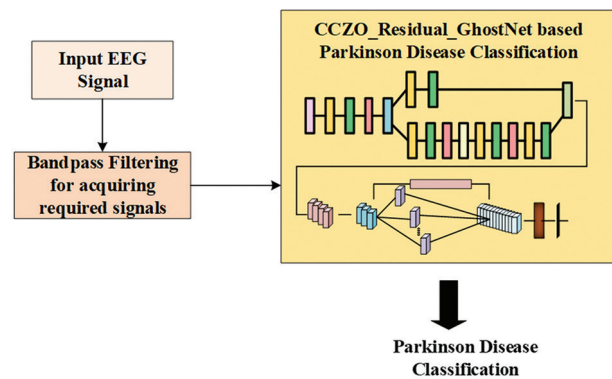 Input EEG
Signal
Bandpass Filtering
for acquiring
required signals
CCZO_Residual_GhostNet based
Parkinson Disease Classification
Parkinson Disease
Classification